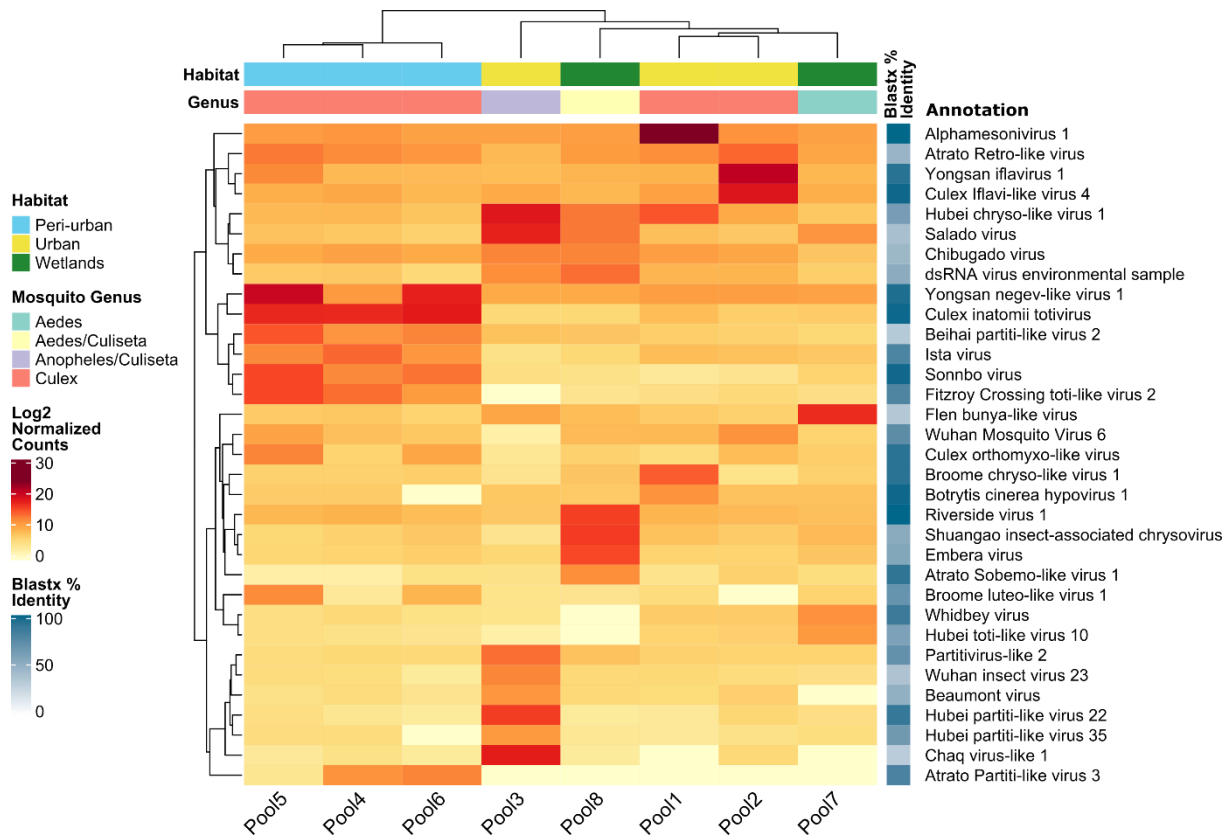 Habitat
Genus
Blastx %
Identity
Annotation
Alphamesonivirus 1
Atrato Retro-like virus
Yongsan iflavirus 1
Culex Iflavi-like virus 4
Hubei chryso-like virus 1
Salado virus
Chibugado virus
dsRNA virus environmental sample
Yongsan negev-like virus 1
Culex inatomii totivirus
Beihai partiti-like virus 2
Ista virus
Sonnbo virus
Fitzroy Crossing toti-like virus 2
Flen bunya-like virus
Wuhan Mosquito Virus 6
Culex orthomyxo-like virus
Broome chryso-like virus 1
Botrytis cinerea hypovirus 1
Riverside virus 1
Shuangao insect-associated chrysovirus
Embera virus
Atrato Sobemo-like virus 1
Broome luteo-like virus 1
Whidbey virus
Hubei toti-like virus 10
Partitivirus-like 2
Wuhan insect virus 23
Beaumont virus
Hubei partiti-like virus 22
Hubei partiti-like virus 35
Chaq virus-like 1
Atrato Partiti-like virus 3
Habitat
Peri-urban
Urban
Wetlands
Mosquito Genus
Aedes
Aedes/Culiseta
Anopheles/Culiseta
Culex
Log2
Normalized
Counts
30
20
10
0
Blastx %
Identity
100
50
0
Pool5
Pool4
Pool6
Pool3
Pool8
Pool1
Pool2
Pool7